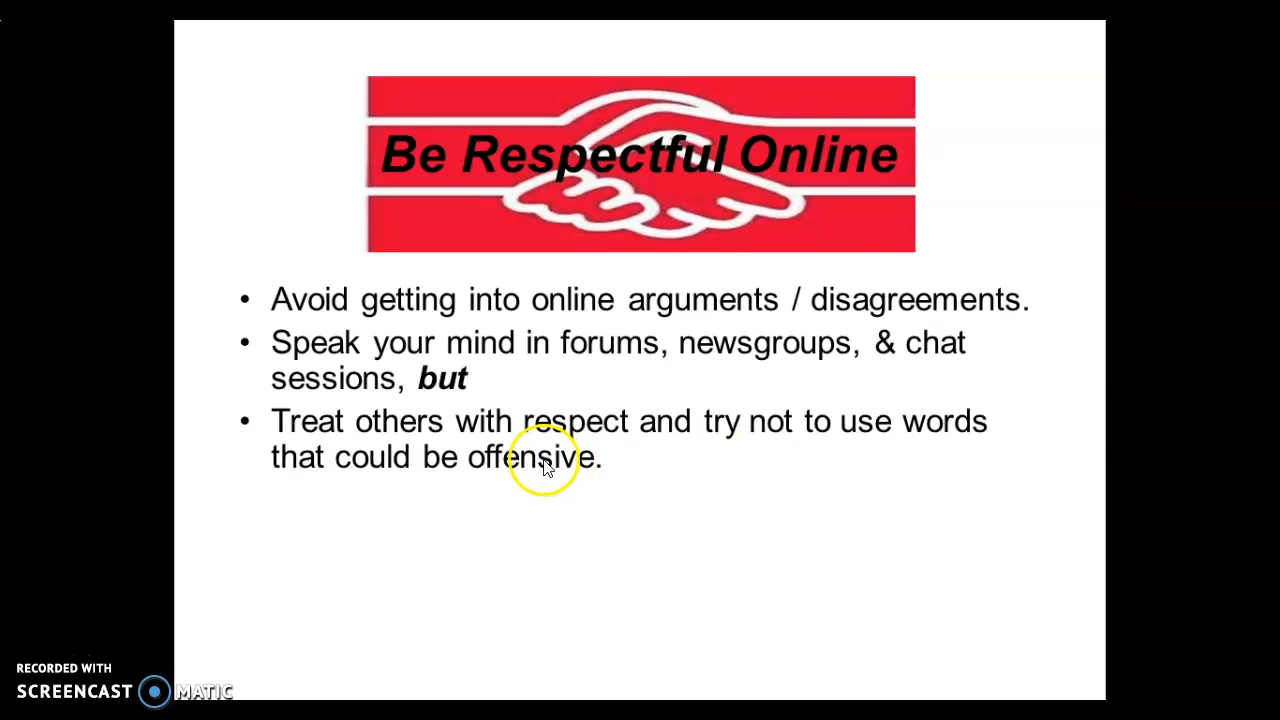 Be Respectful Online
• Avoid getting into online arguments / disagreements.
• Speak your mind in forums, newsgroups, & chat
sessions, but
• Treat others with respect and try not to use words
that could be offensive.
RECORDED WITH
SCREENCAST MATIC